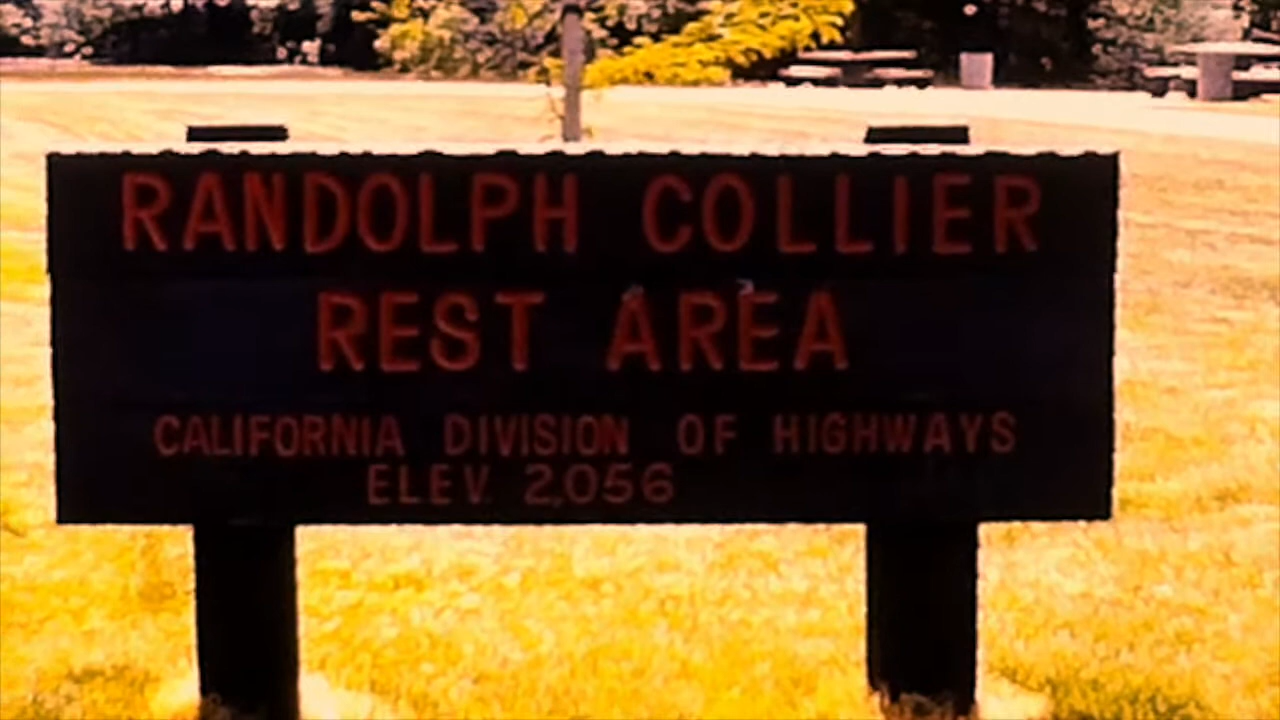 RANDOLPH COLLIER
REST AREA
CALIFORNIA DIVISION OF HIGHWAYS
ELEV. 2,056